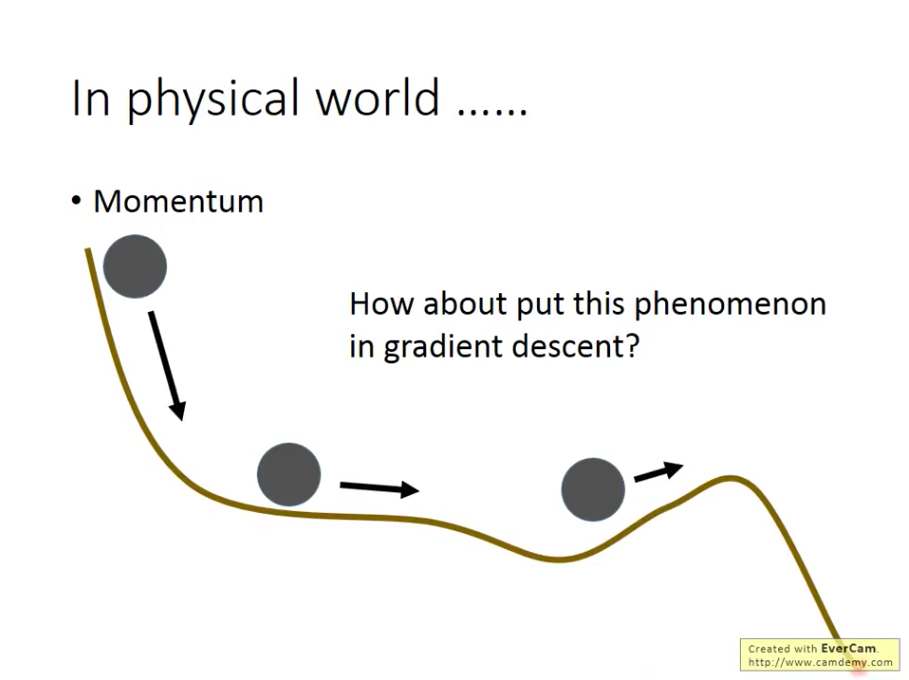 In physical world ……
• Momentum
How about put this phenomenon
in gradient descent?
Created with EverCam.
http://www.camdemy.com